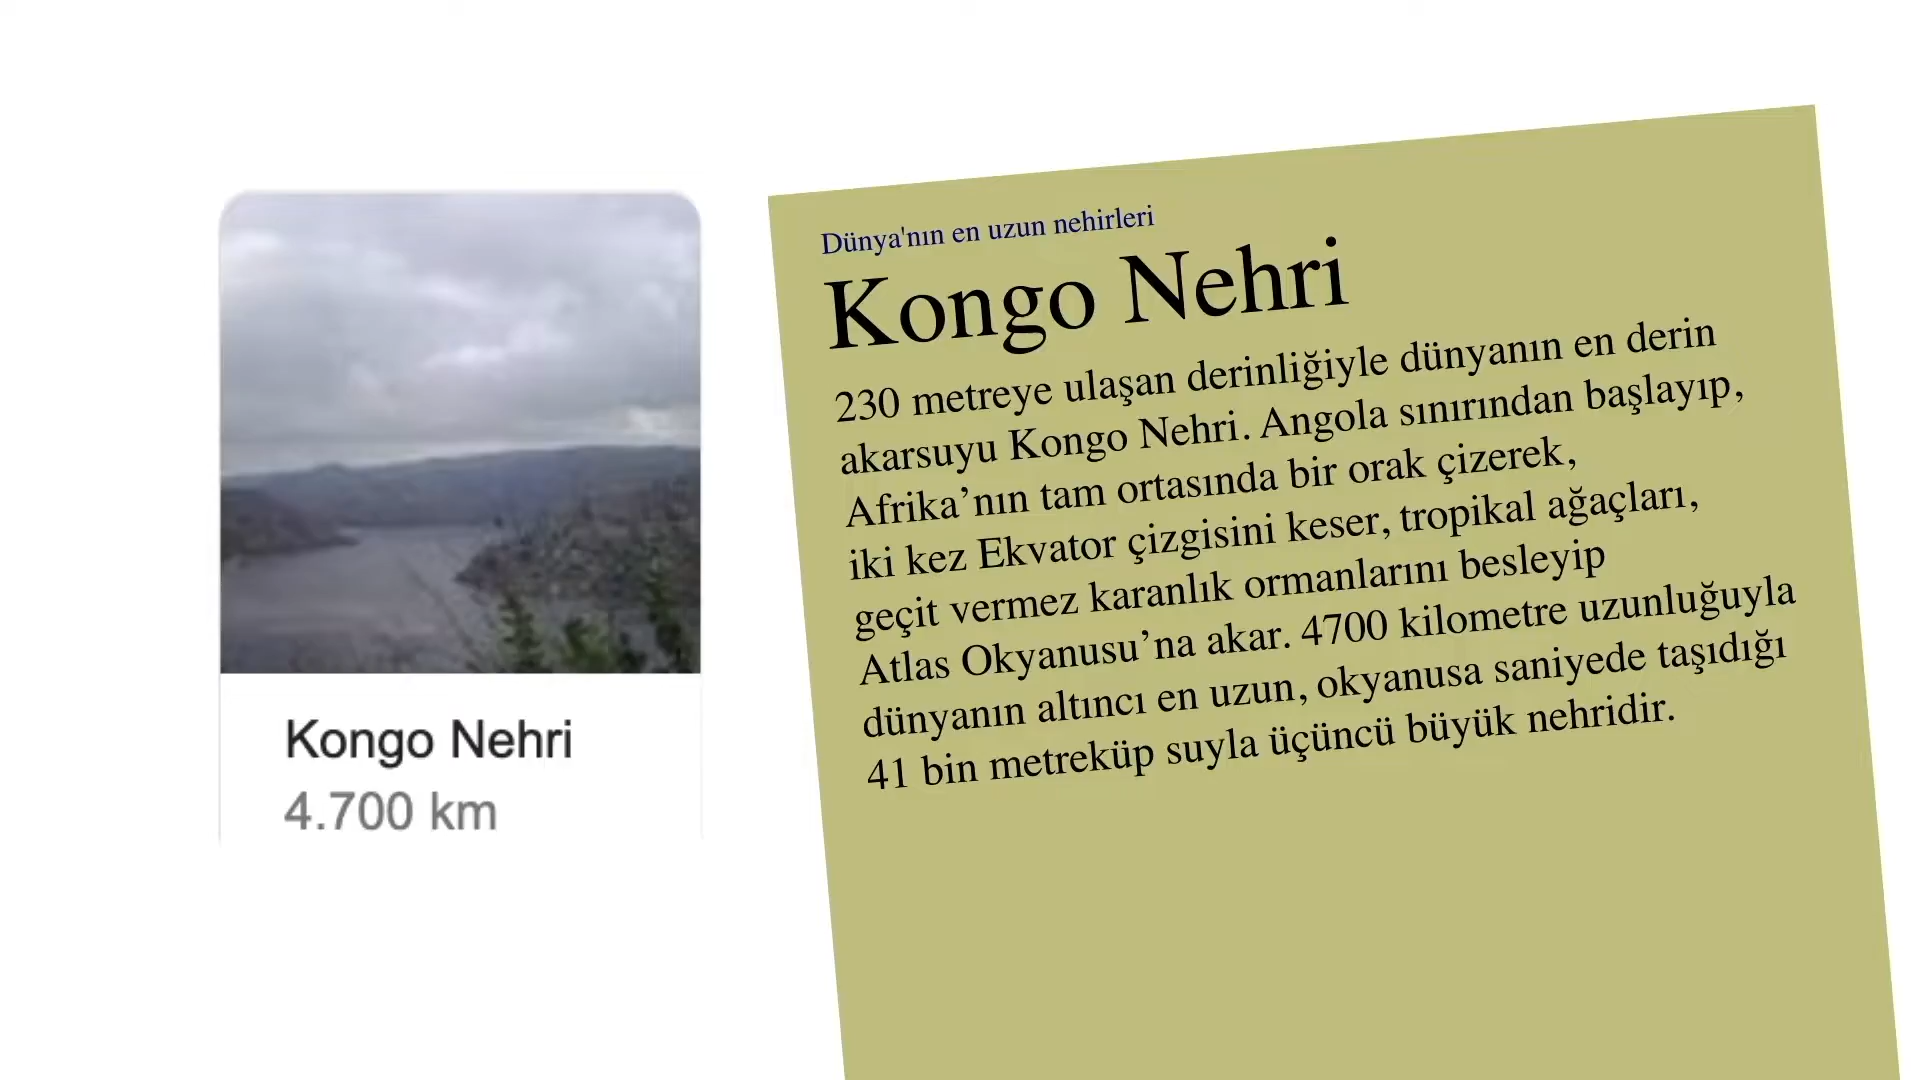 Kongo Nehri
4.700 km
Dünya'nın en uzun nehirleri
Kongo Nehri
230 metreye ulaşan derinliğiyle dünyanın en derin
akarsuyu Kongo Nehri. Angola sınırından başlayıp,
Afrika’nın tam ortasında bir orak çizerek,
iki kez Ekvator çizgisini keser, tropikal ağaçları,
geçit vermez karanlık ormanlarını besleyip
Atlas Okyanusu’na akar. 4700 kilometre uzunluğuyla
dünyanın altıncı en uzun, okyanusa saniyede taşıdığı
41 bin metreküp suyla üçüncü büyük nehridir.